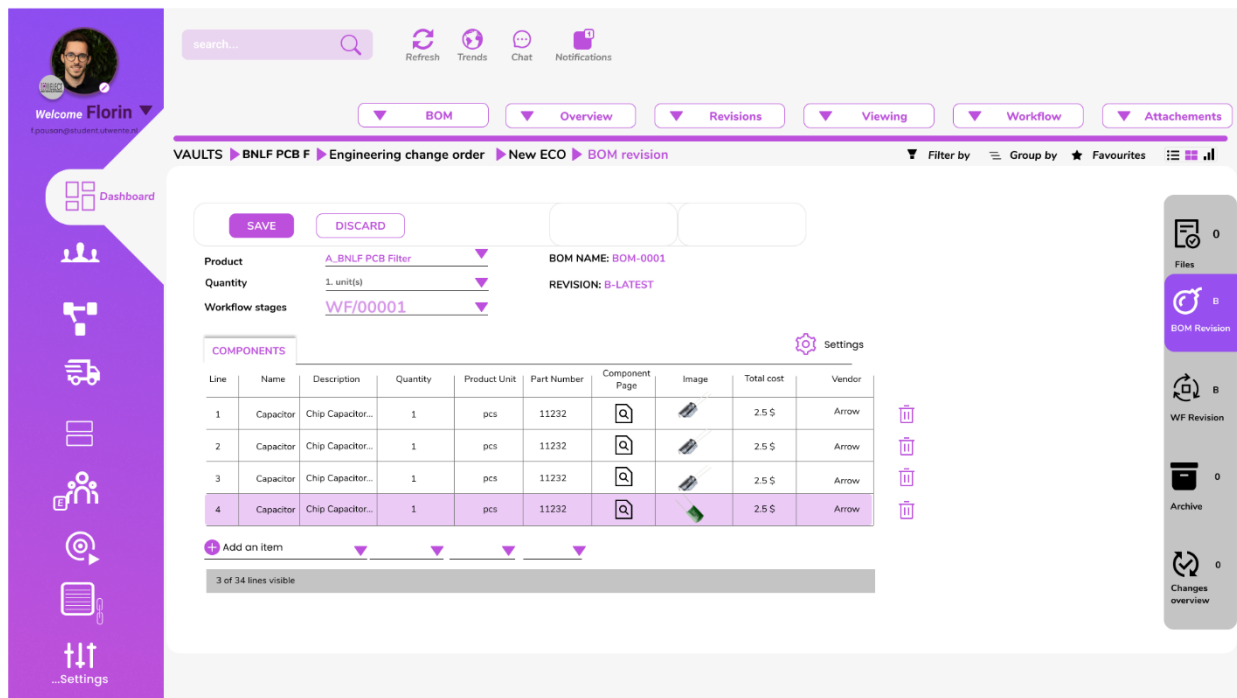 search...
Refresh
Trends
Chat
1
Notifications
Welcome Florin
f.pausan@student.utwente.nl
BOM
Overview
Revisions
Viewing
Workflow
Attachements
VAULTS BNLF PCB F Engineering change order New ECO BOM revision
Filter by
Group by
Favourites
Dashboard
SAVE
DISCARD
Product
A_BNLF PCB Filter
BOM NAME: BOM-0001
Quantity
1. unit(s)
REVISION: B-LATEST
Workflow stages
WF/00001
COMPONENTS
Settings
Line Name Description Quantity Product Unit Part Number Component Page Image Total cost Vendor
1 Capacitor Chip Capacitor... 1 pcs 11232 2.5 $ Arrow
2 Capacitor Chip Capacitor... 1 pcs 11232 2.5 $ Arrow
3 Capacitor Chip Capacitor... 1 pcs 11232 2.5 $ Arrow
4 Capacitor Chip Capacitor... 1 pcs 11232 2.5 $ Arrow
Add an item
3 of 34 lines visible
0
Files
B
BOM Revision
B
WF Revision
0
Archive
0
Changes
overview
E
...Settings